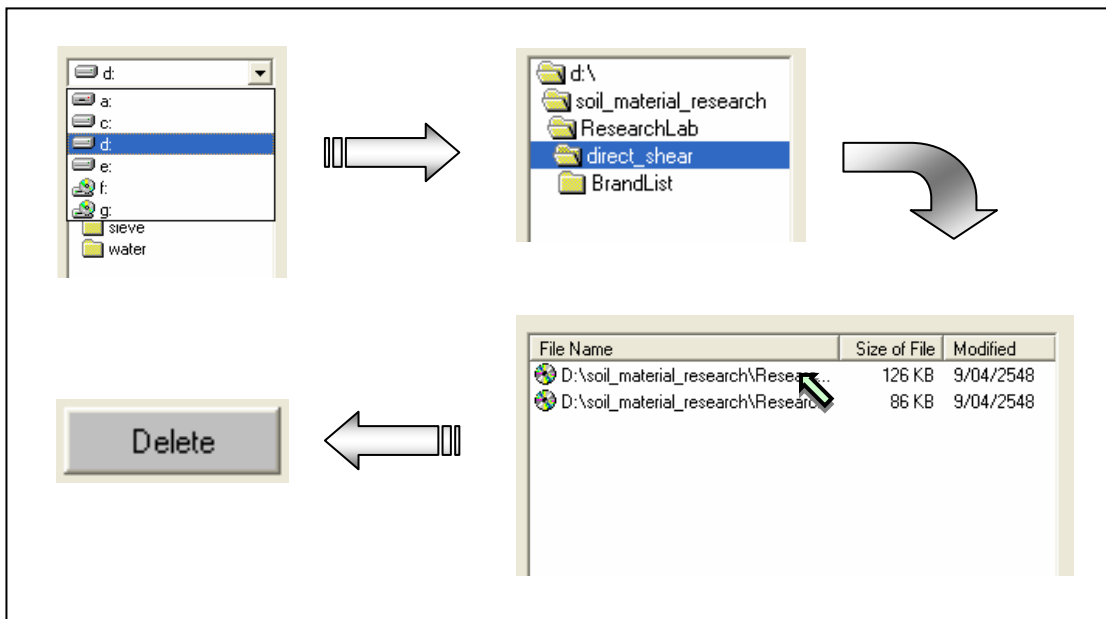 d:
a:
c:
d:
e:
f:
g:
sieve
water
d:\
soil_material_research
ResearchLab
direct_shear
BrandList
File Name Size of File Modified
D:\soil_material_research\Researc... 126 KB 9/04/2548
D:\soil_material_research\Researc... 86 KB 9/04/2548
Delete